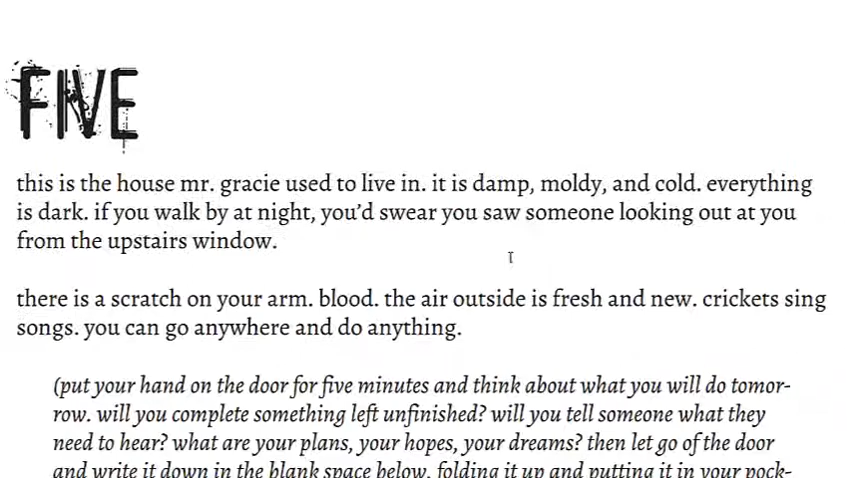 FIVE
this is the house mr. gracie used to live in. it is damp, moldy, and cold. everything
is dark. if you walk by at night, you’d swear you saw someone looking out at you
from the upstairs window.
there is a scratch on your arm. blood. the air outside is fresh and new. crickets sing
songs. you can go anywhere and do anything.
(put your hand on the door for five minutes and think about what you will do tomor-
row. will you complete something left unfinished? will you tell someone what they
need to hear? what are your plans, your hopes, your dreams? then let go of the door
and write it down in the blank space below, folding it up and putting it in your pock-